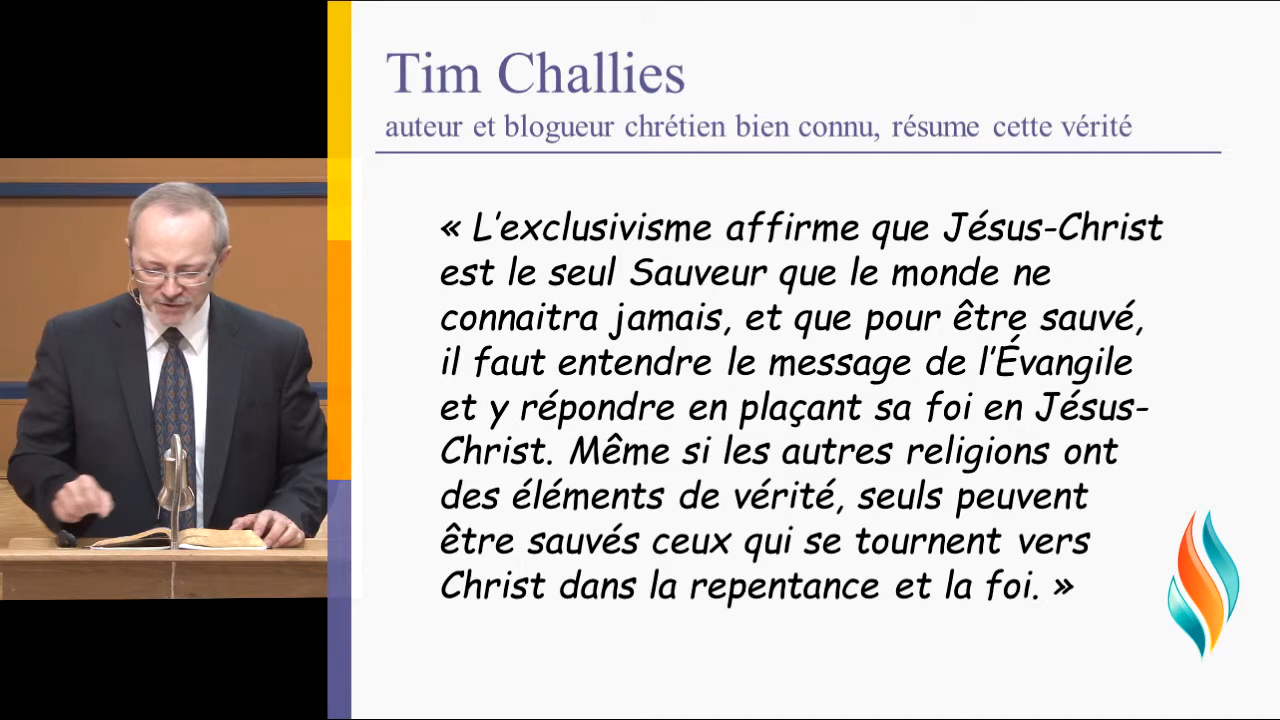 Tim Challies
auteur et blogueur chrétien bien connu, résume cette vérité
« L’exclusivisme affirme que Jésus-Christ
est le seul Sauveur que le monde ne
connaitra jamais, et que pour être sauvé,
il faut entendre le message de l’Évangile
et y répondre en plaçant sa foi en Jésus-
Christ. Même si les autres religions ont
des éléments de vérité, seuls peuvent
être sauvés ceux qui se tournent vers
Christ dans la repentance et la foi. »